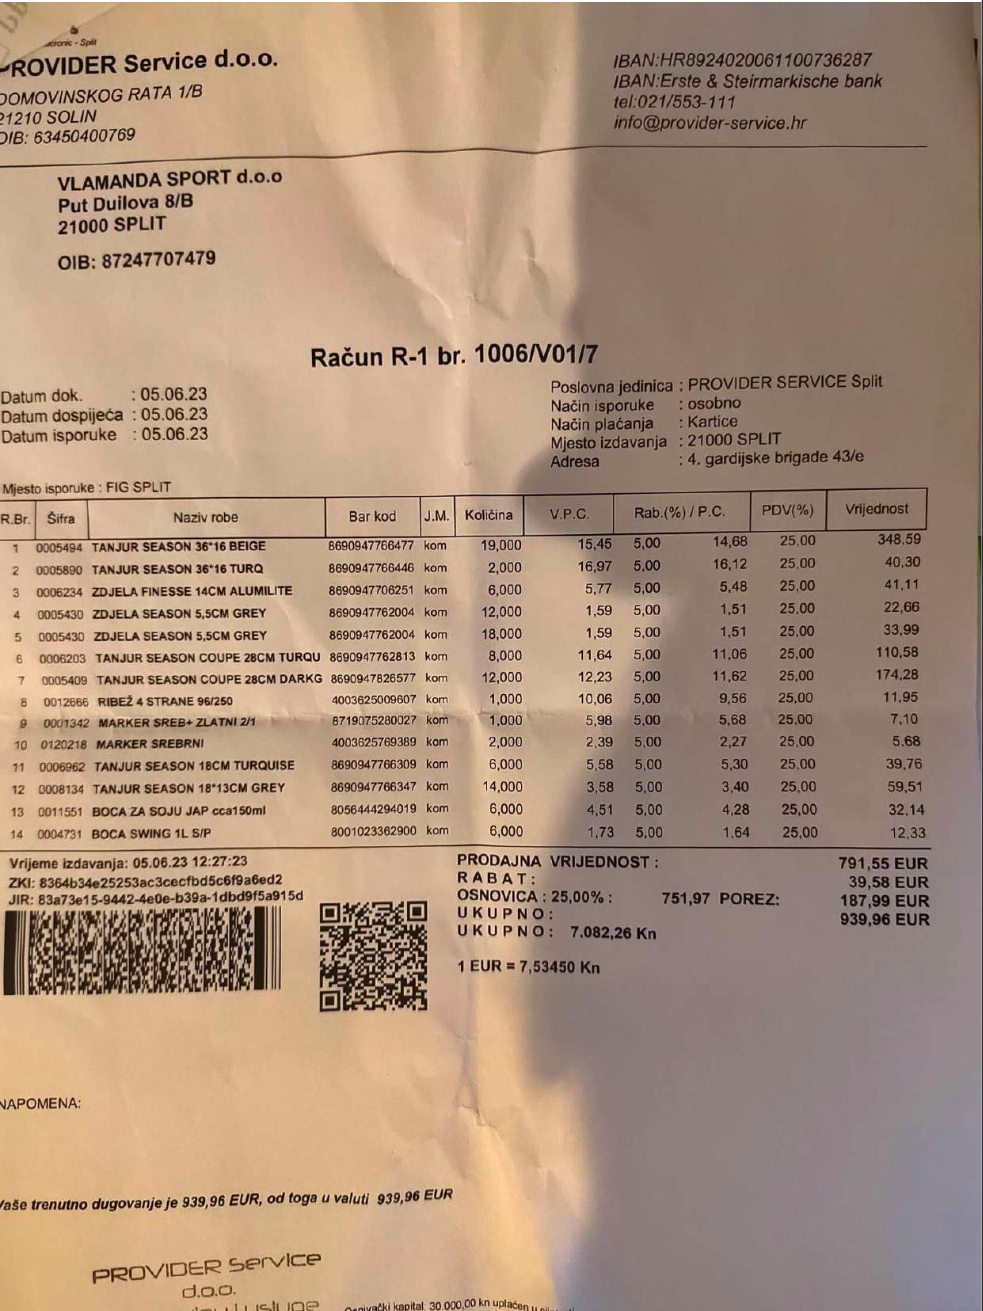 - Split
PROVIDER Service d.o.o.
DOMOVINSKOG RATA 1/B
21210 SOLIN
OIB: 63450400769
IBAN:HR8924020061100736287
IBAN:Erste & Steirmarkische bank
tel:021/553-111
info@provider-service.hr
VLAMANDA SPORT d.o.o
Put Duilova 8/B
21000 SPLIT
OIB: 87247707479
Račun R-1 br. 1006/V01/7
Datum dok. : 05.06.23
Datum dospijeća : 05.06.23
Datum isporuke : 05.06.23
Poslovna jedinica : PROVIDER SERVICE Split
Način isporuke : osobno
Način plaćanja : Kartice
Mjesto izdavanja : 21000 SPLIT
Adresa : 4. gardijske brigade 43/e
Mjesto isporuke : FIG SPLIT
R.Br. Šifra Naziv robe Bar kod J.M. Količina V.P.C. Rab.(%) / P.C. PDV(%) Vrijednost
1 0005494 TANJUR SEASON 36*16 BEIGE 8690947766477 kom 19,000 15,45 5,00 14,68 25,00 348,59
2 0005890 TANJUR SEASON 36*16 TURQ 8690947766446 kom 2,000 16,97 5,00 16,12 25,00 40,30
3 0006234 ZDJELA FINESSE 14CM ALUMILITE 8690947706251 kom 6,000 5,77 5,00 5,48 25,00 41,11
4 0005430 ZDJELA SEASON 5,5CM GREY 8690947762004 kom 12,000 1,59 5,00 1,51 25,00 22,66
5 0005430 ZDJELA SEASON 5,5CM GREY 8690947762004 kom 18,000 1,59 5,00 1,51 25,00 33,99
6 0006203 TANJUR SEASON COUPE 28CM TURQU 8690947762813 kom 8,000 11,64 5,00 11,06 25,00 110,58
7 0005409 TANJUR SEASON COUPE 28CM DARKG 8690947826577 kom 12,000 12,23 5,00 11,62 25,00 174,28
8 0012666 RIBEŽ 4 STRANE 96/250 4003625009607 kom 1,000 10,06 5,00 9,56 25,00 11,95
9 0001342 MARKER SREB+ ZLATNI 2/1 8719075280027 kom 1,000 5,98 5,00 5,68 25,00 7,10
10 0120218 MARKER SREBRNI 4003625769389 kom 2,000 2,39 5,00 2,27 25,00 5,68
11 0006962 TANJUR SEASON 18CM TURQUISE 8690947766309 kom 6,000 5,58 5,00 5,30 25,00 39,76
12 0008134 TANJUR SEASON 18*13CM GREY 8690947766347 kom 14,000 3,58 5,00 3,40 25,00 59,51
13 0011551 BOCA ZA SOJU JAP cca150ml 8056444294019 kom 6,000 4,51 5,00 4,28 25,00 32,14
14 0004731 BOCA SWING 1L S/P 8001023362900 kom 6,000 1,73 5,00 1,64 25,00 12,33
Vrijeme izdavanja: 05.06.23 12:27:23
ZKI: 8364b34e25253ac3cecfbd5c6f9a6ed2
JIR: 83a73e15-9442-4e0e-b39a-1dbd9f5a915d
PRODAJNA VRIJEDNOST : 791,55 EUR
RABAT: 39,58 EUR
OSNOVICA : 25,00% : 751,97 POREZ: 187,99 EUR
UKUPNO: 939,96 EUR
UKUPNO: 7.082,26 Kn
1 EUR = 7,53450 Kn
NAPOMENA:
Vaše trenutno dugovanje je 939,96 EUR, od toga u valuti 939,96 EUR
PROVIDER Service
d.o.o.
kapital: 30.000,00 kn uplaćen u